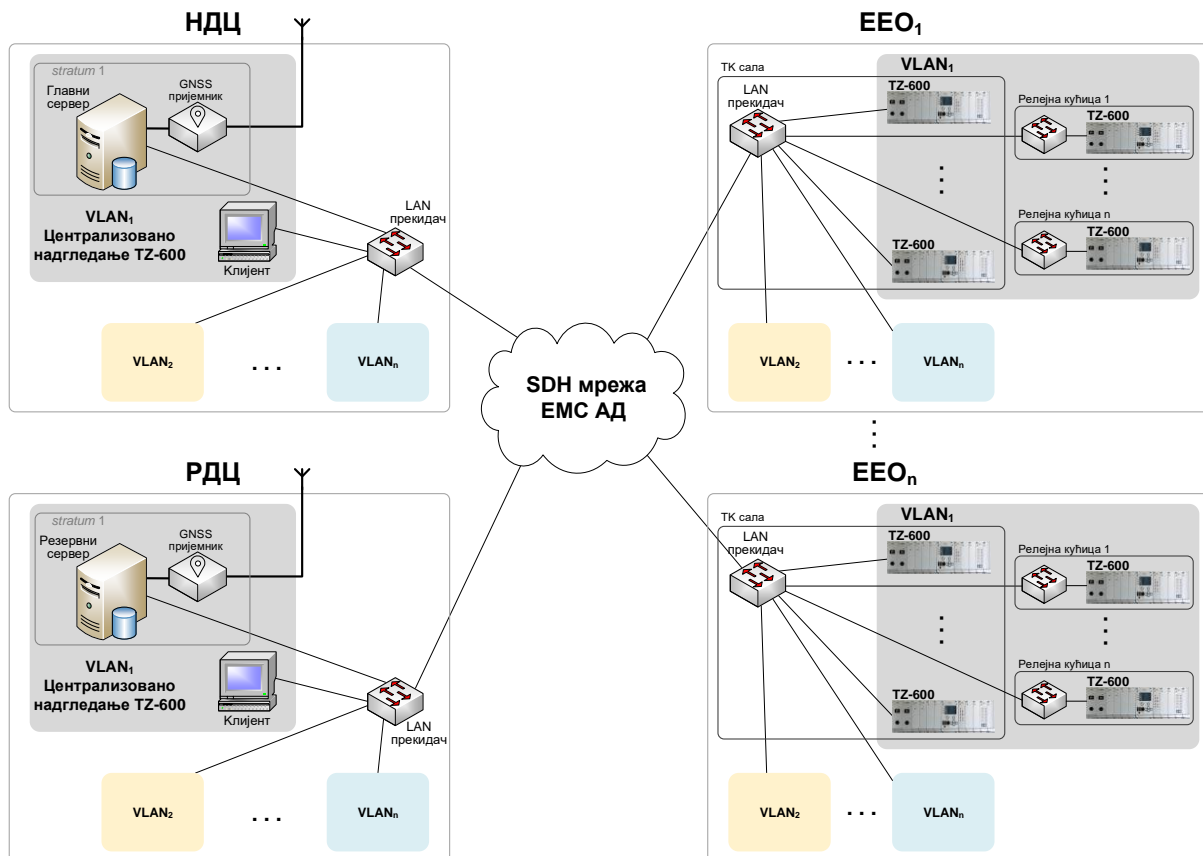 НДЦ
stratum 1
Главни
сервер
GNSS
пријемник
VLAN₁
Централизовано
надгледање TZ-600
Клијент
LAN
прекидач
VLAN₂
. . .
VLANₙ
ЕЕО₁
ТК сала
LAN
прекидач
VLAN₁
TZ-600
TZ-600
Релејна кућица 1
TZ-600
Релејна кућица n
TZ-600
VLAN₂
. . .
VLANₙ
SDH мрежа
ЕМС АД
РДЦ
stratum 1
Резервни
сервер
GNSS
пријемник
VLAN₁
Централизовано
надгледање TZ-600
Клијент
LAN
прекидач
VLAN₂
. . .
VLANₙ
ЕЕОₙ
ТК сала
LAN
прекидач
VLAN₁
TZ-600
TZ-600
Релејна кућица 1
TZ-600
Релејна кућица n
TZ-600
VLAN₂
. . .
VLANₙ